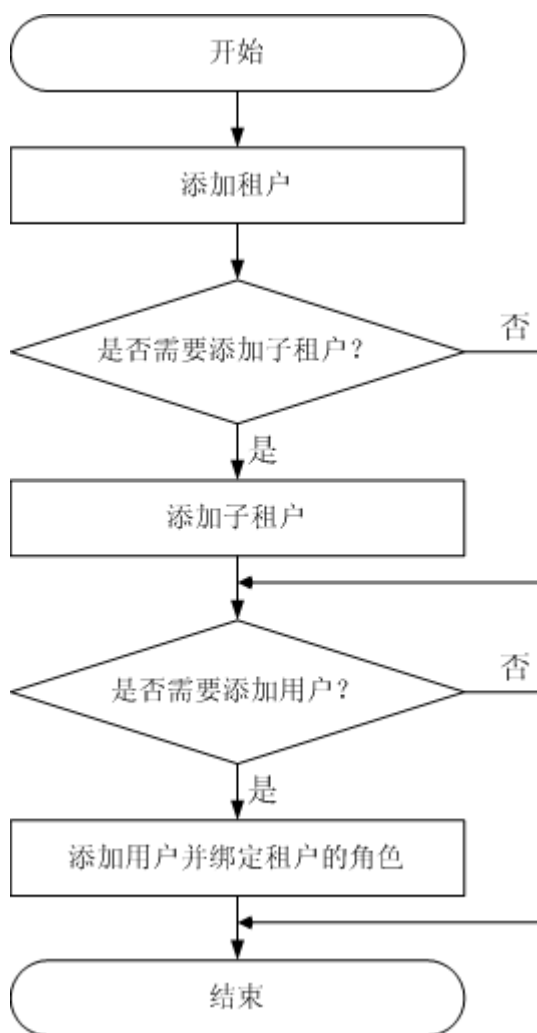 开始
添加租户
是否需要添加子租户？
否
是
添加子租户
是否需要添加用户？
否
是
添加用户并绑定租户的角色
结束